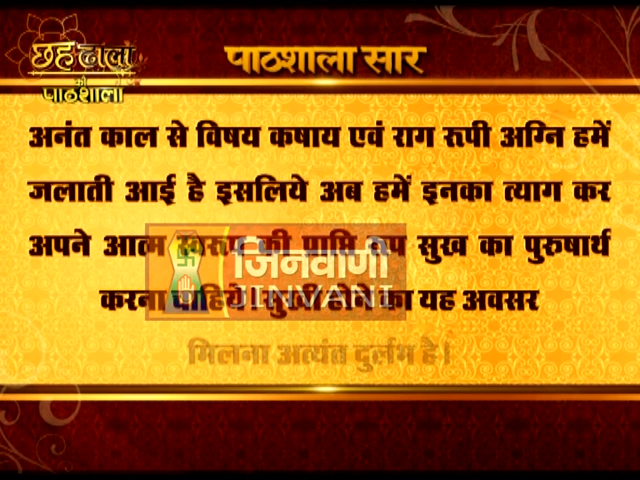 छहढाला
की
पाठशाला
पाठशाला सार
अनंत काल से विषय कषाय एवं राग रूपी अग्नि हमें
जलाती आई है इसलिये अब हमें इनका त्याग कर
अपने आत्म स्वरूप की प्राप्ति रूप सुख का पुरुषार्थ
करना चाहिये। सुखी होने का यह अवसर
मिलना अत्यंत दुर्लभ है।
जिनवाणी
JINVANI